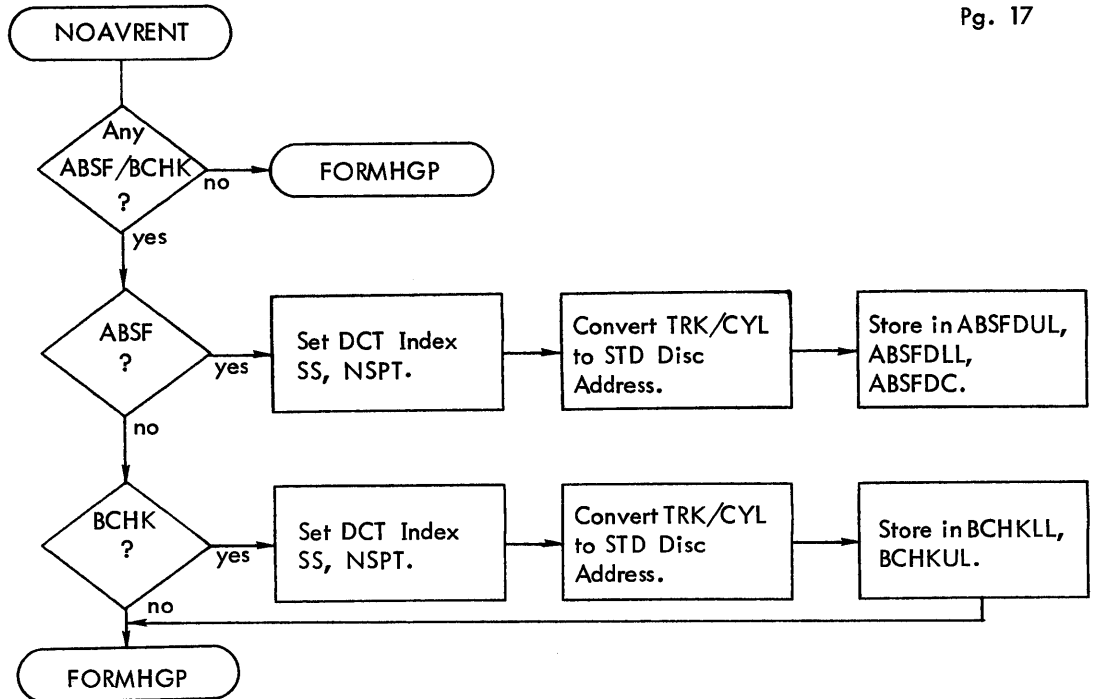 Pg. 17
NOAVRENT
Any
ABSF/BCHK
?
no
FORMHGP
yes
ABSF
?
yes
Set DCT Index
SS, NSPT.
Convert TRK/CYL
to STD Disc
Address.
Store in ABSFDUL,
ABSFDLL,
ABSFDC.
no
BCHK
?
yes
Set DCT Index
SS, NSPT.
Convert TRK/CYL
to STD Disc
Address.
Store in BCHKLL,
BCHKUL.
no
FORMHGP